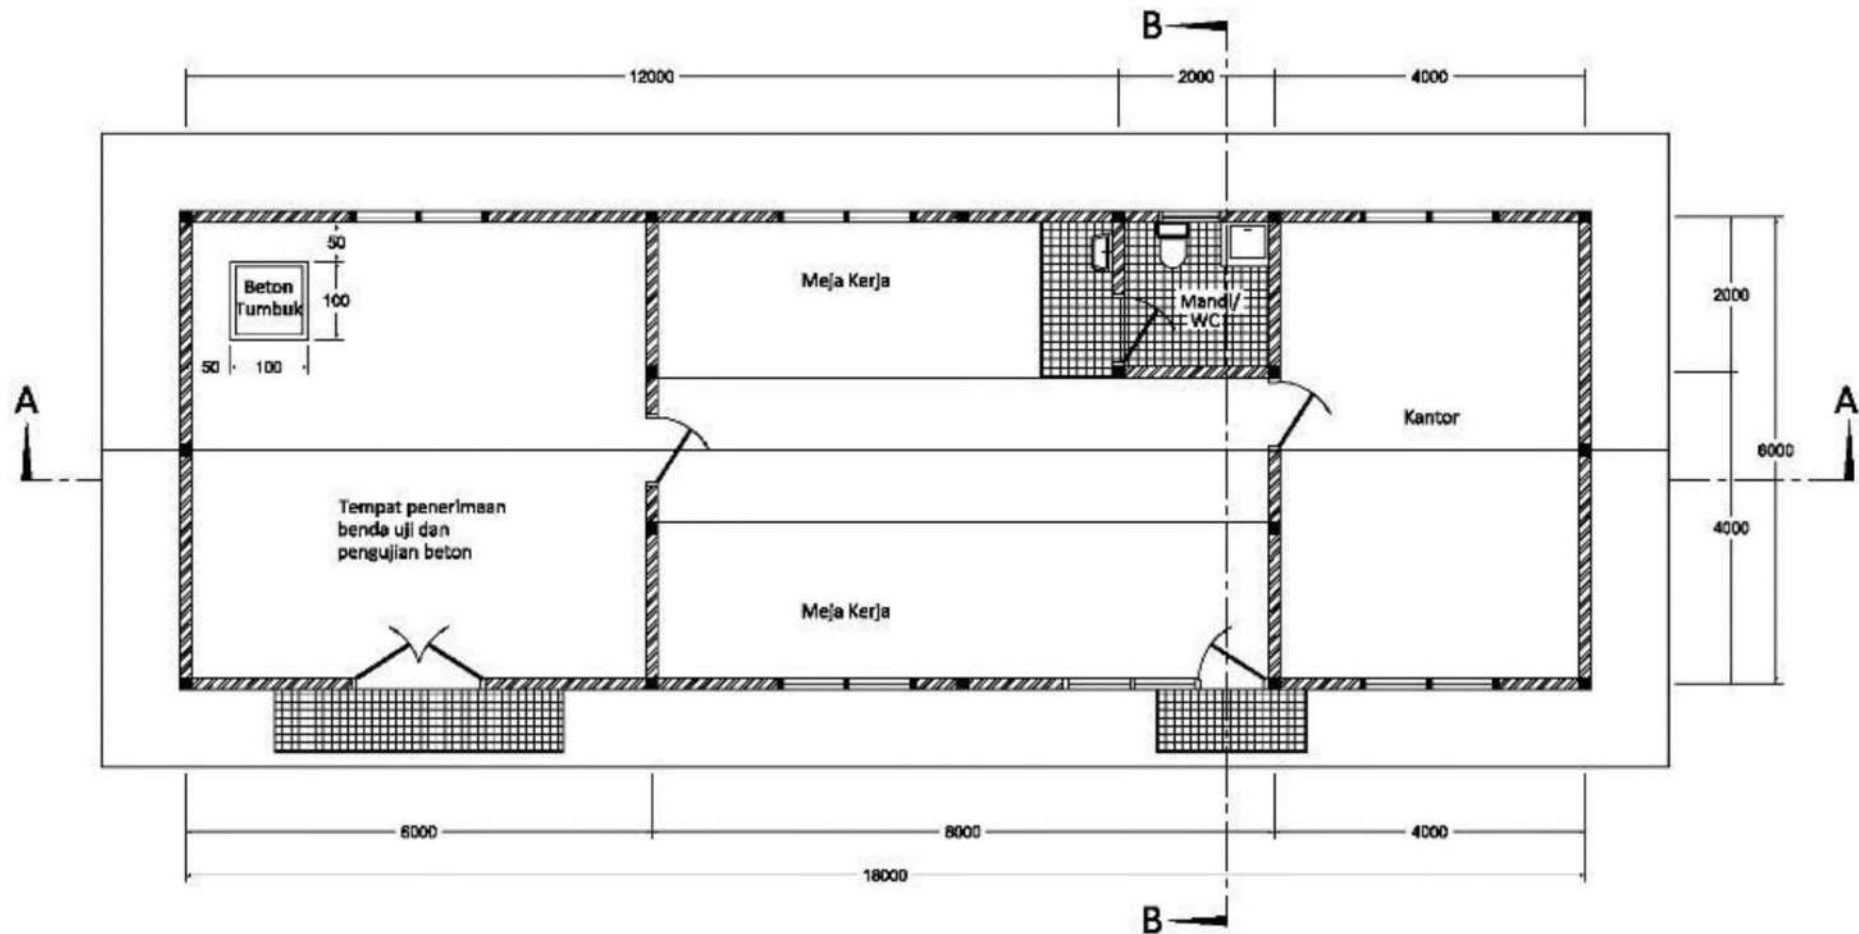 B
12000
2000
4000
50
Beton
Tumbuk
100
50
100
Meja Kerja
Mandi/
WC
2000
A
Kantor
A
6000
Tempat penerimaan
benda uji dan
pengujian beton
4000
Meja Kerja
6000
8000
4000
18000
B